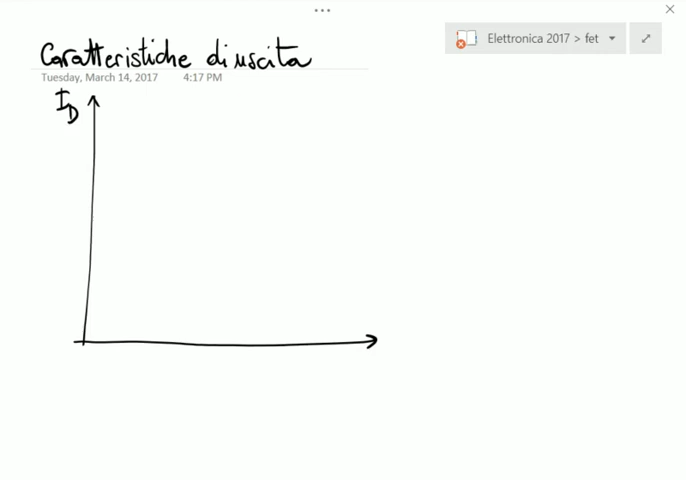 Elettronica 2017 > fet
Caratteristiche di uscita
Tuesday, March 14, 2017 4:17 PM
I_D